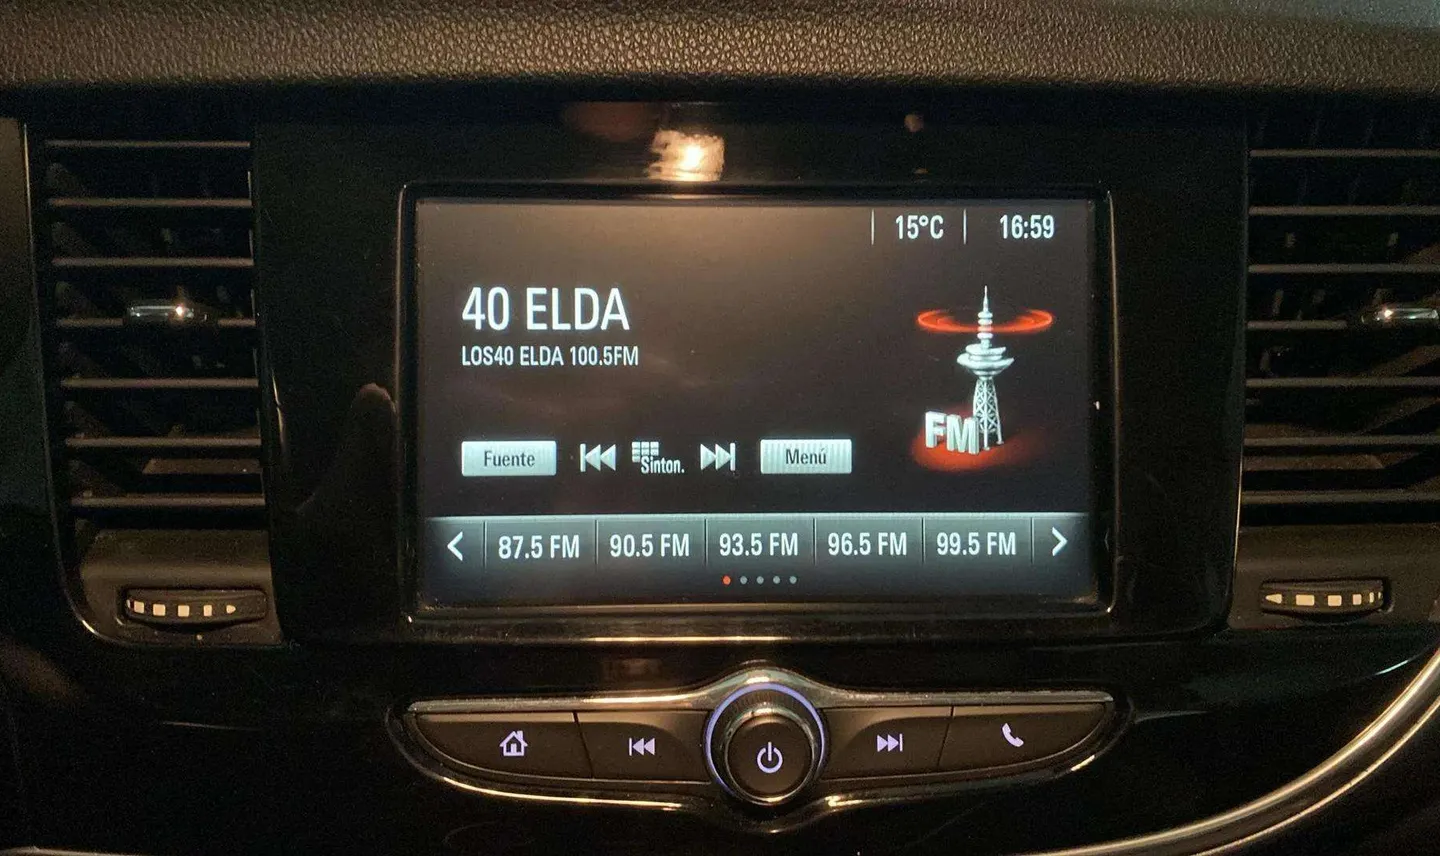 15°C 16:59
40 ELDA
LOS40 ELDA 100.5FM
FM
Fuente Sinton. Menú
87.5 FM 90.5 FM 93.5 FM 96.5 FM 99.5 FM